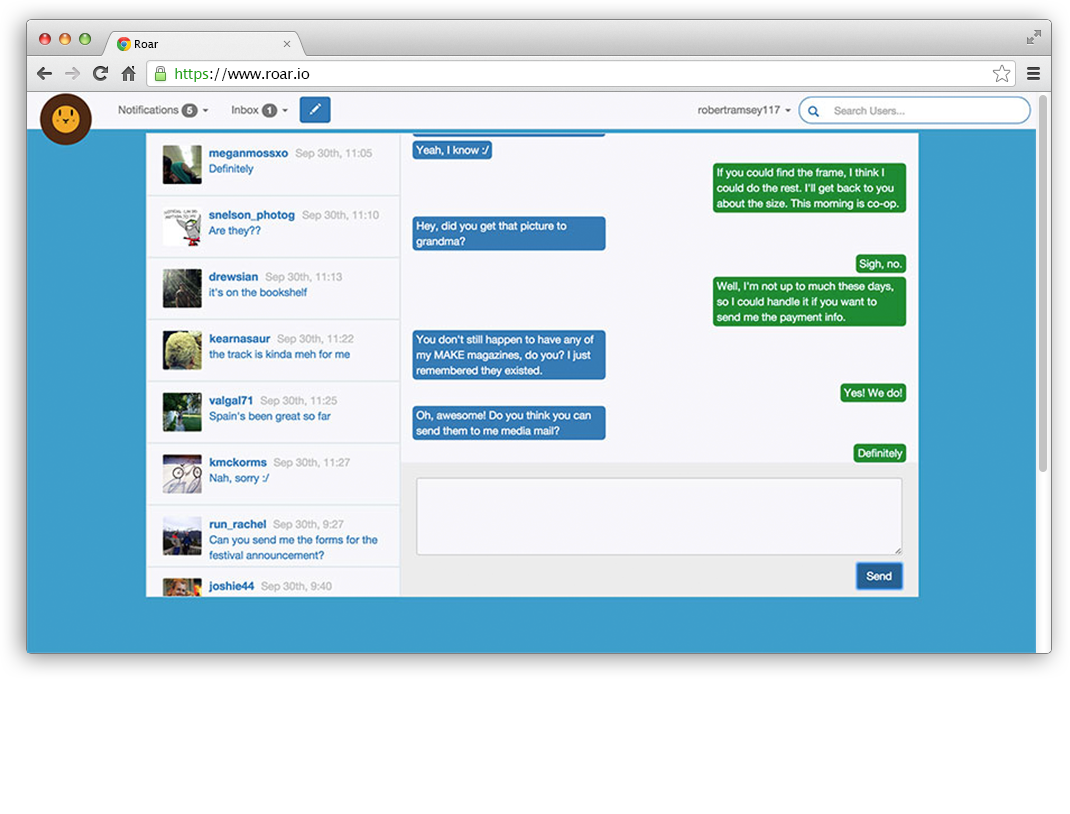 Roar
https://www.roar.io
Notifications 5
Inbox 1
robertramsey117
Search Users...
meganmossxo Sep 30th, 11:05
Definitely
snelson_photog Sep 30th, 11:10
Are they??
drewsian Sep 30th, 11:13
it's on the bookshelf
kearnasaur Sep 30th, 11:22
the track is kinda meh for me
valgal71 Sep 30th, 11:25
Spain's been great so far
kmckorms Sep 30th, 11:27
Nah, sorry :/
run_rachel Sep 30th, 9:27
Can you send me the forms for the
festival announcement?
joshie44 Sep 30th, 9:40
Yeah, I know :/
If you could find the frame, I think I
could do the rest. I'll get back to you
about the size. This morning is co-op.
Hey, did you get that picture to
grandma?
Sigh, no.
Well, I'm not up to much these days,
so I could handle it if you want to
send me the payment info.
You don't still happen to have any of
my MAKE magazines, do you? I just
remembered they existed.
Yes! We do!
Oh, awesome! Do you think you can
send them to me media mail?
Definitely
Send